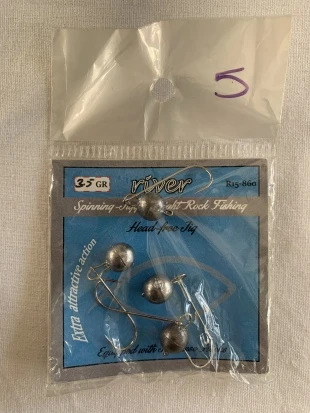 5
3.5 GR
river
R15-860
Spinning- Rock Fishing
Head-free Jig
Extra attractive action
Equipped with